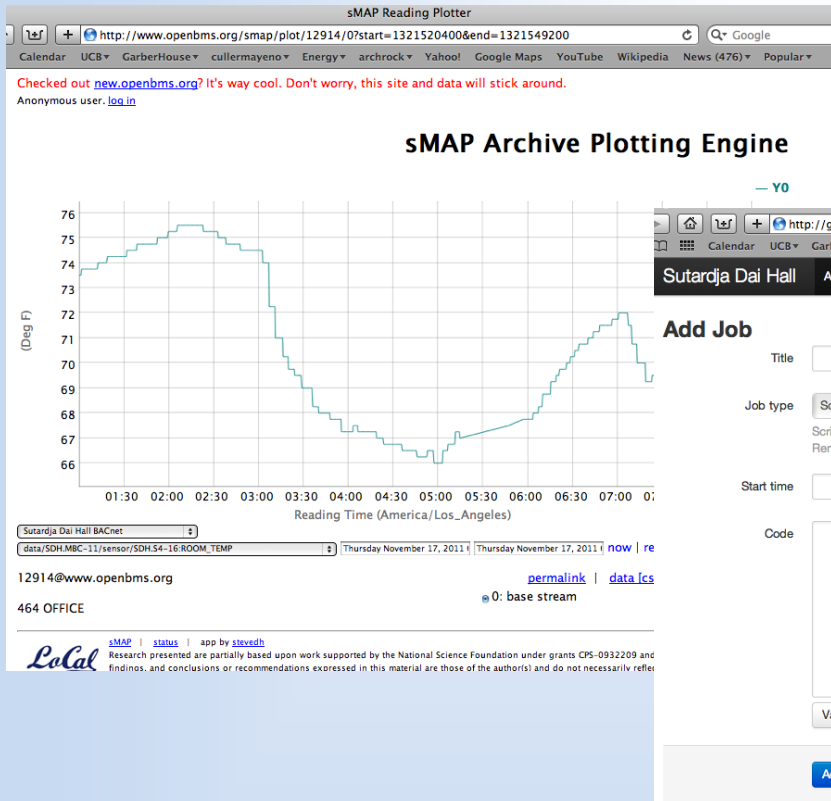 sMAP Reading Plotter
http://www.openbms.org/smap/plot/12914/0?start=1321520400&end=1321549200
Google
Calendar UCB GarberHouse cullermayeno Energy archrock Yahoo! Google Maps YouTube Wikipedia News (476) Popular
Checked out new.openbms.org? It's way cool. Don't worry, this site and data will stick around.
Anonymous user. log in
sMAP Archive Plotting Engine
Y0
76
75
74
73
72
71
70
69
68
67
66
(Deg F)
01:30 02:00 02:30 03:00 03:30 04:00 04:30 05:00 05:30 06:00 06:30 07:00
Reading Time (America/Los_Angeles)
Sutardja Dai Hall BACnet
data/SDH.MBC-11/sensor/SDH.S4-16:ROOM_TEMP Thursday November 17, 2011 Thursday November 17, 2011 now | re
12914@www.openbms.org
permalink | data [cs
0: base stream
464 OFFICE
LoCal
sMAP | status | app by stevedh
Research presented are partially based upon work supported by the National Science Foundation under grants CPS-0932209 and
findings, and conclusions or recommendations expressed in this material are those of the author(s) and do not necessarily refle
http://g
Calendar UCB Gar
Sutardja Dai Hall A
Add Job
Title
Job type
Scri
Rer
Start time
Code
Va